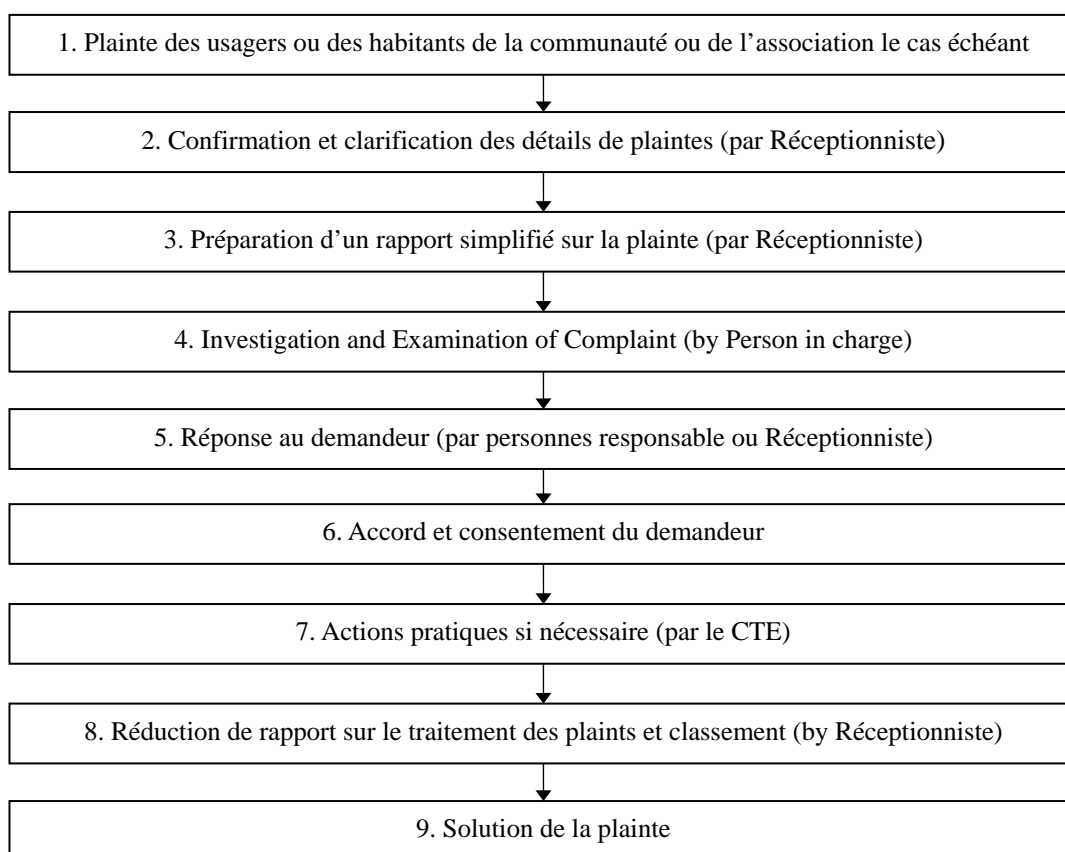 1. Plainte des usagers ou des habitants de la communauté ou de l’association le cas échéant
2. Confirmation et clarification des détails de plaintes (par Réceptionniste)
3. Préparation d’un rapport simplifié sur la plainte (par Réceptionniste)
4. Investigation and Examination of Complaint (by Person in charge)
5. Réponse au demandeur (par personnes responsable ou Réceptionniste)
6. Accord et consentement du demandeur
7. Actions pratiques si nécessaire (par le CTE)
8. Réduction de rapport sur le traitement des plaints et classement (by Réceptionniste)
9. Solution de la plainte